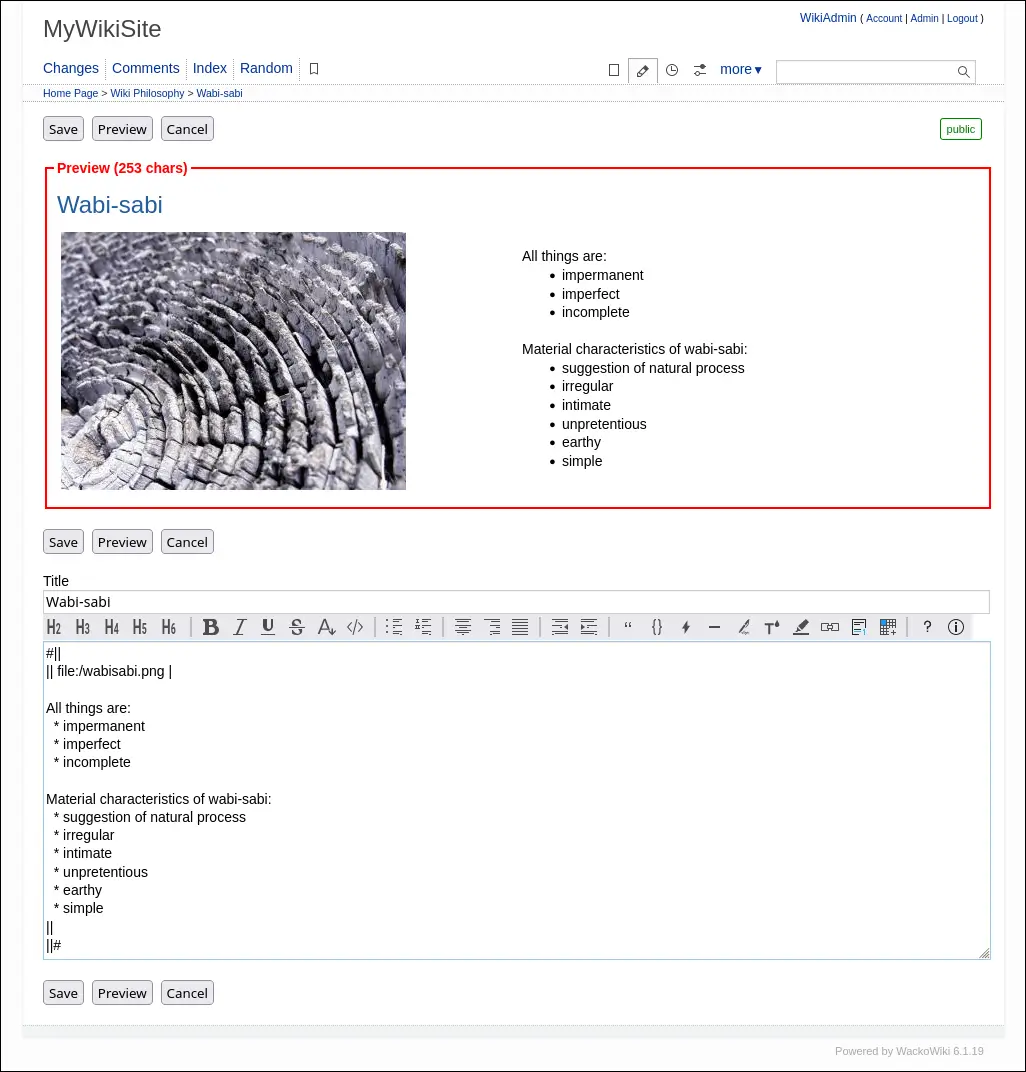 MyWikiSite
WikiAdmin ( Account | Admin | Logout )
Changes Comments Index Random
more ▾
Home Page > Wiki Philosophy > Wabi-sabi
Save Preview Cancel
public
Preview (253 chars)
Wabi-sabi
All things are:
• impermanent
• imperfect
• incomplete
Material characteristics of wabi-sabi:
• suggestion of natural process
• irregular
• intimate
• unpretentious
• earthy
• simple
Save Preview Cancel
Title
Wabi-sabi
H2 H3 H4 H5 H6 B I U S A </> “ {} T ? i
#||
|| file:/wabisabi.png |
All things are:
* impermanent
* imperfect
* incomplete
Material characteristics of wabi-sabi:
* suggestion of natural process
* irregular
* intimate
* unpretentious
* earthy
* simple
||
||#
Save Preview Cancel
Powered by WackoWiki 6.1.19